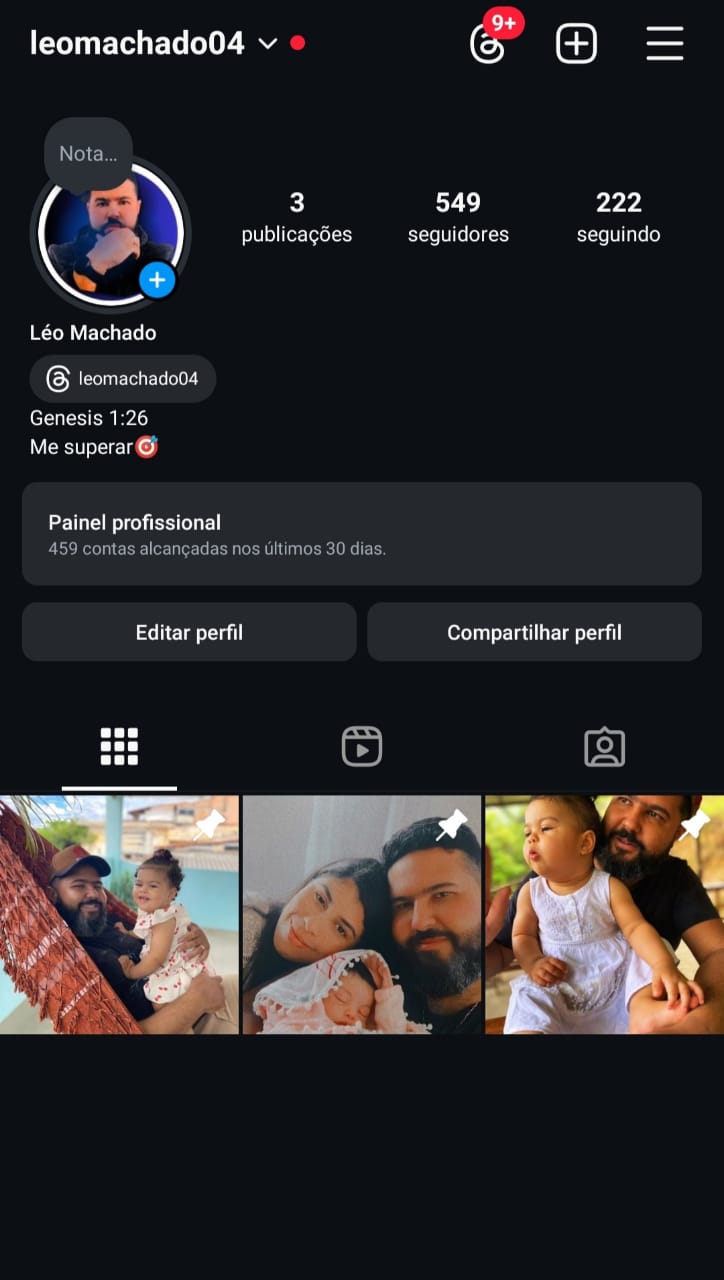 leomachado04
9+
Nota...
3
publicações
549
seguidores
222
seguindo
Léo Machado
leomachado04
Genesis 1:26
Me superar🎯
Painel profissional
459 contas alcançadas nos últimos 30 dias.
Editar perfil
Compartilhar perfil